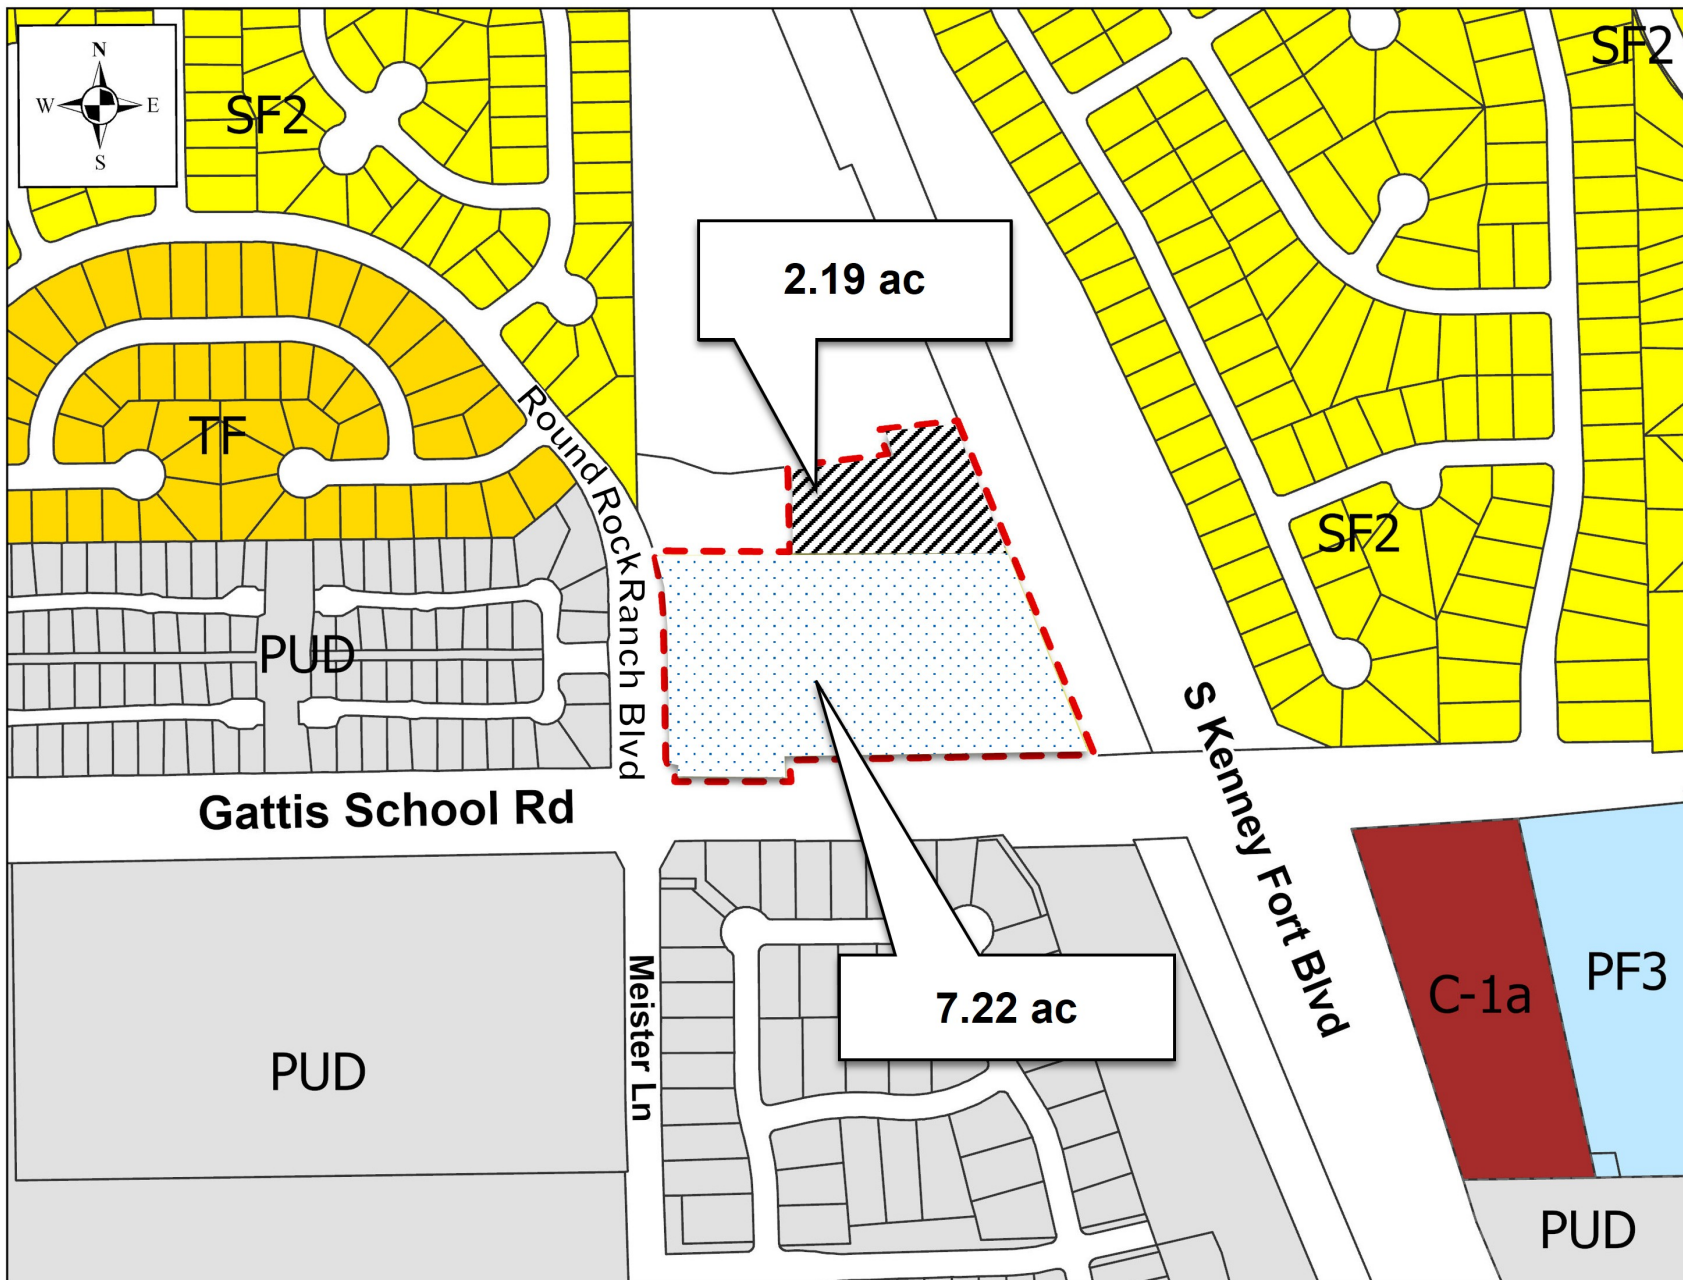 SF2
N
W E
S
SF2
2.19 ac
TF
Round Rock Ranch Blvd
SF2
PUD
S Kenney Fort Blvd
Gattis School Rd
Meister Ln
7.22 ac
C-1a
PF3
PUD
PUD